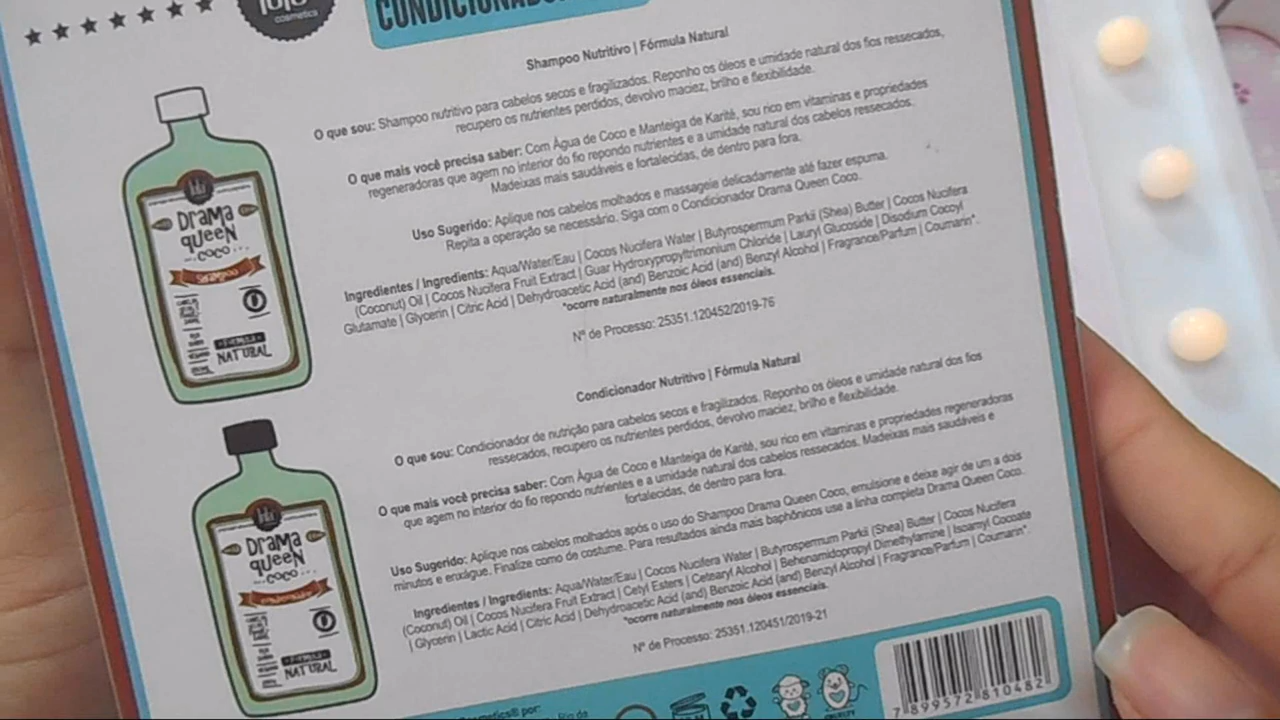 lola
cosmetics
CONDICIONADOR
Shampoo Nutritivo | Fórmula Natural
O que sou: Shampoo nutritivo para cabelos secos e fragilizados. Reponho os óleos e umidade natural dos fios ressecados,
recupero os nutrientes perdidos, devolvo maciez, brilho e flexibilidade.
O que mais você precisa saber: Com Água de Coco e Manteiga de Karité, sou rico em vitaminas e propriedades
regeneradoras que agem no interior do fio repondo nutrientes e a umidade natural dos cabelos ressecados.
Madeixas mais saudáveis e fortalecidas, de dentro para fora.
Uso Sugerido: Aplique nos cabelos molhados e massageie delicadamente até fazer espuma.
Repita a operação se necessário. Siga com o Condicionador Drama Queen Coco.
Ingredientes / Ingredients: Aqua/Water/Eau | Cocos Nucifera Water | Butyrospermum Parkii (Shea) Butter | Cocos Nucifera
(Coconut) Oil | Cocos Nucifera Fruit Extract | Guar Hydroxypropyltrimonium Chloride | Lauryl Glucoside | Disodium Cocoyl
Glutamate | Glycerin | Citric Acid | Dehydroacetic Acid (and) Benzoic Acid (and) Benzyl Alcohol | Fragrance/Parfum | Coumarin*.
*ocorre naturalmente nos óleos essenciais.
Nº de Processo: 25351.120452/2019-76
lola
DRAMA
QUEEN
COCO
Shampoo
FÓRMULA
NATURAL
Condicionador Nutritivo | Fórmula Natural
O que sou: Condicionador de nutrição para cabelos secos e fragilizados. Reponho os óleos e umidade natural dos fios
ressecados, recupero os nutrientes perdidos, devolvo maciez, brilho e flexibilidade.
O que mais você precisa saber: Com Água de Coco e Manteiga de Karité, sou rico em vitaminas e propriedades regeneradoras
que agem no interior do fio repondo nutrientes e a umidade natural dos cabelos ressecados. Madeixas mais saudáveis e
fortalecidas, de dentro para fora.
Uso Sugerido: Aplique nos cabelos molhados após o uso do Shampoo Drama Queen Coco, emulsione e deixe agir de um a dois
minutos e enxágue. Finalize como de costume. Para resultados ainda mais baphônicos use a linha completa Drama Queen Coco.
Ingredientes / Ingredients: Aqua/Water/Eau | Cocos Nucifera Water | Butyrospermum Parkii (Shea) Butter | Cocos Nucifera
(Coconut) Oil | Cocos Nucifera Fruit Extract | Cetyl Esters | Cetearyl Alcohol | Behenamidopropyl Dimethylamine | Isoamyl Cocoate
| Glycerin | Lactic Acid | Citric Acid | Dehydroacetic Acid (and) Benzoic Acid (and) Benzyl Alcohol | Fragrance/Parfum | Coumarin*.
*ocorre naturalmente nos óleos essenciais.
Nº de Processo: 25351.120451/2019-21
lola
DRAMA
QUEEN
COCO
FÓRMULA
NATURAL
Cosmetics® por:
7 899572 810482